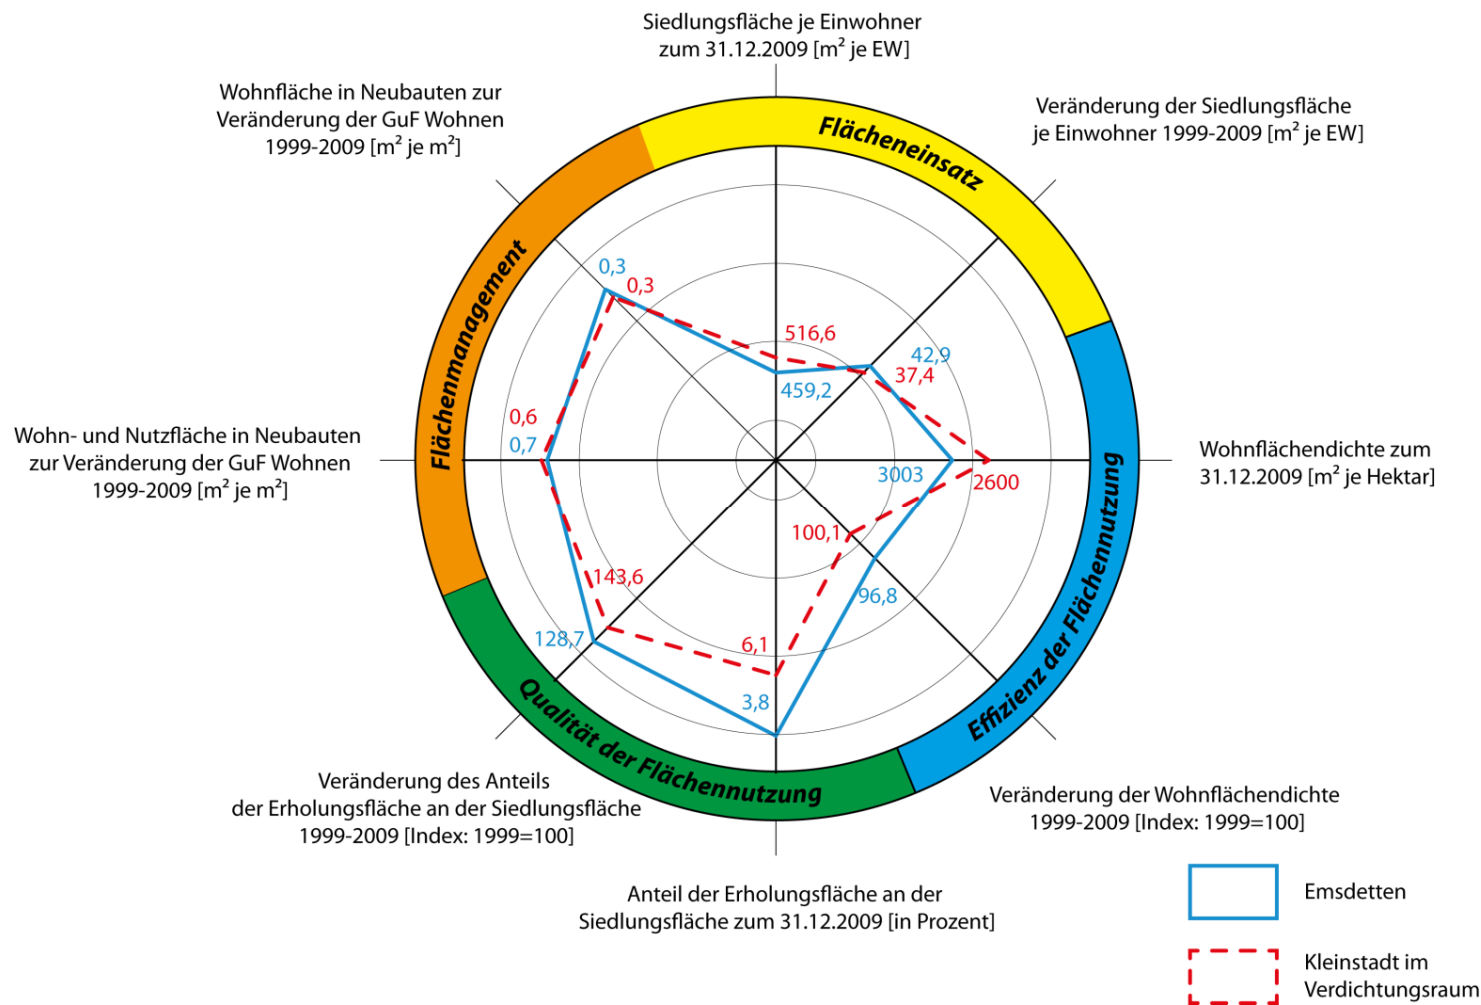 Siedlungsfläche je Einwohner
zum 31.12.2009 [m² je EW]
Wohnfläche in Neubauten zur
Veränderung der GuF Wohnen
1999-2009 [m² je m²]
Veränderung der Siedlungsfläche
je Einwohner 1999-2009 [m² je EW]
Flächeneinsatz
Flächenmanagement
0,3
0,3
516,6
459,2
42,9
37,4
0,6
0,7
3003
2600
Wohn- und Nutzfläche in Neubauten
zur Veränderung der GuF Wohnen
1999-2009 [m² je m²]
Wohnflächendichte zum
31.12.2009 [m² je Hektar]
100,1
96,8
143,6
128,7
6,1
3,8
Effizienz der Flächennutzung
Qualität der Flächennutzung
Veränderung des Anteils
der Erholungsfläche an der Siedlungsfläche
1999-2009 [Index: 1999=100]
Veränderung der Wohnflächendichte
1999-2009 [Index: 1999=100]
Anteil der Erholungsfläche an der
Siedlungsfläche zum 31.12.2009 [in Prozent]
Emsdetten
Kleinstadt im
Verdichtungsraum